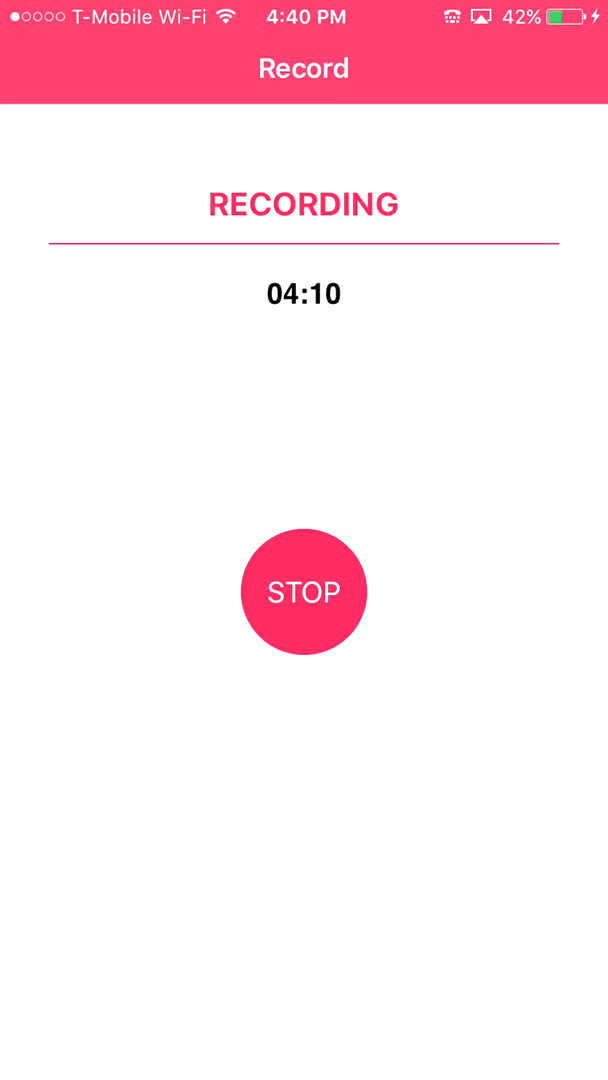 T-Mobile Wi-Fi 4:40 PM 42%
Record
RECORDING
04:10
STOP